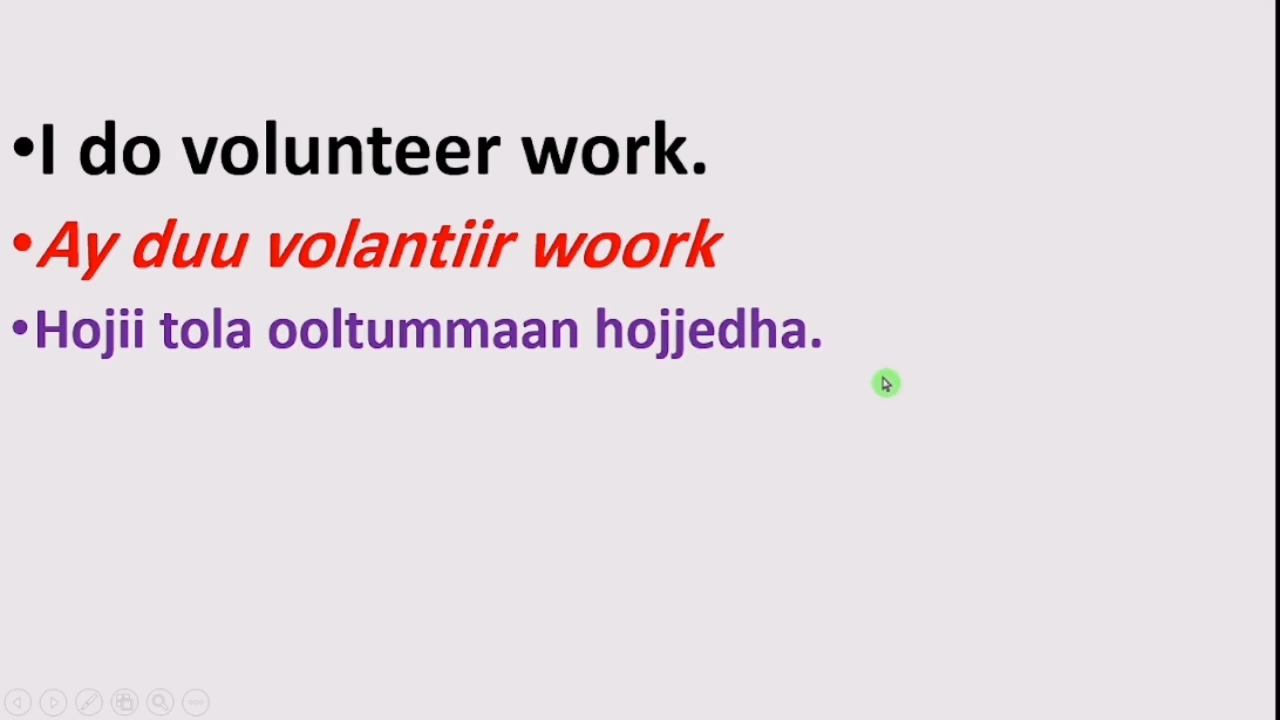 •I do volunteer work.
•Ay duu volantiir woork
•Hojii tola ooltummaan hojjedha.